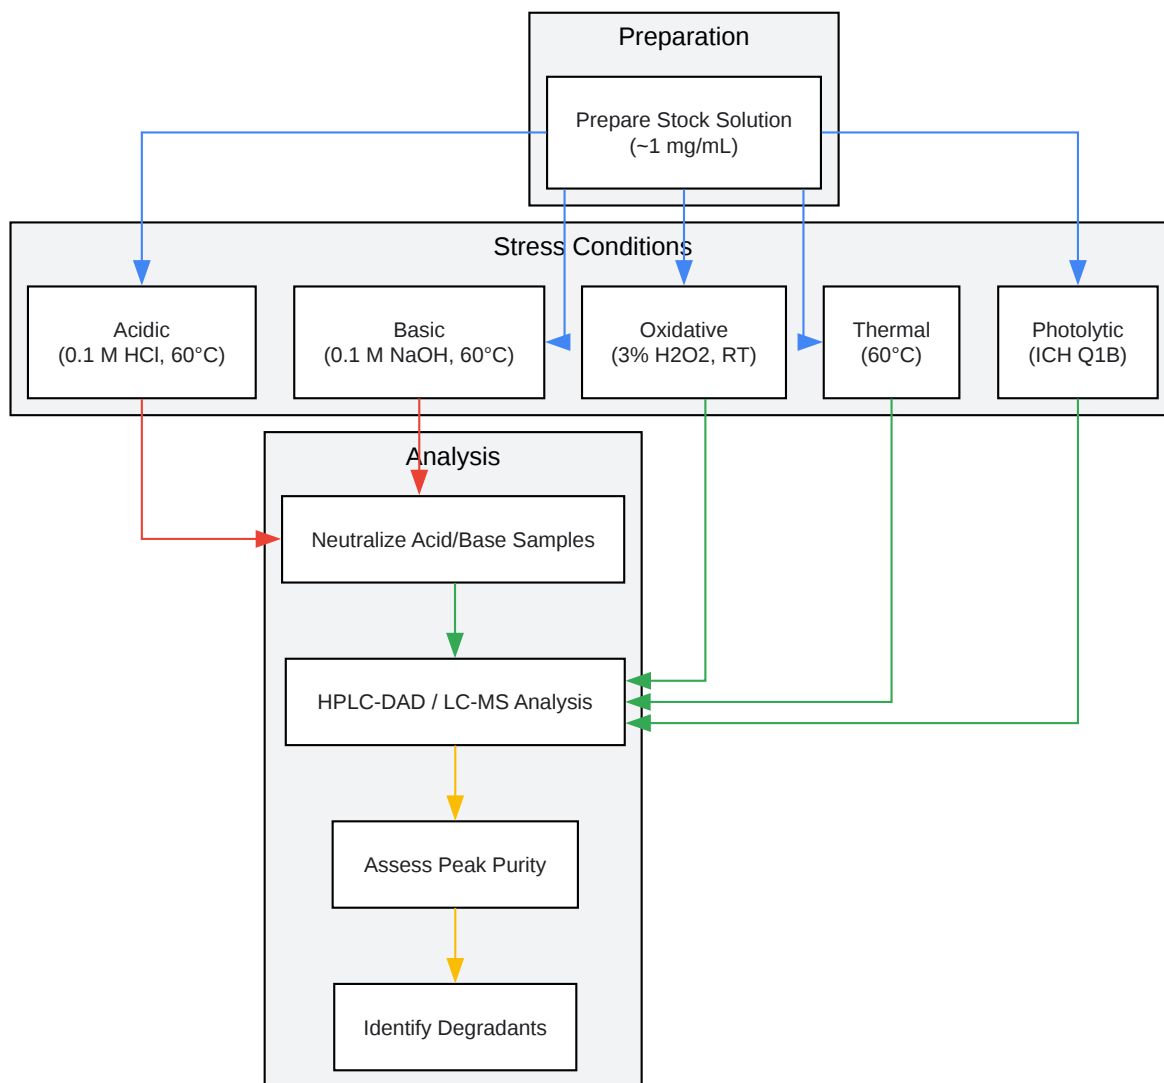 Preparation
Prepare Stock Solution
(~1 mg/mL)
Stress Conditions
Acidic
(0.1 M HCl, 60°C)
Basic
(0.1 M NaOH, 60°C)
Oxidative
(3% H2O2, RT)
Thermal
(60°C)
Photolytic
(ICH Q1B)
Analysis
Neutralize Acid/Base Samples
HPLC-DAD / LC-MS Analysis
Assess Peak Purity
Identify Degradants